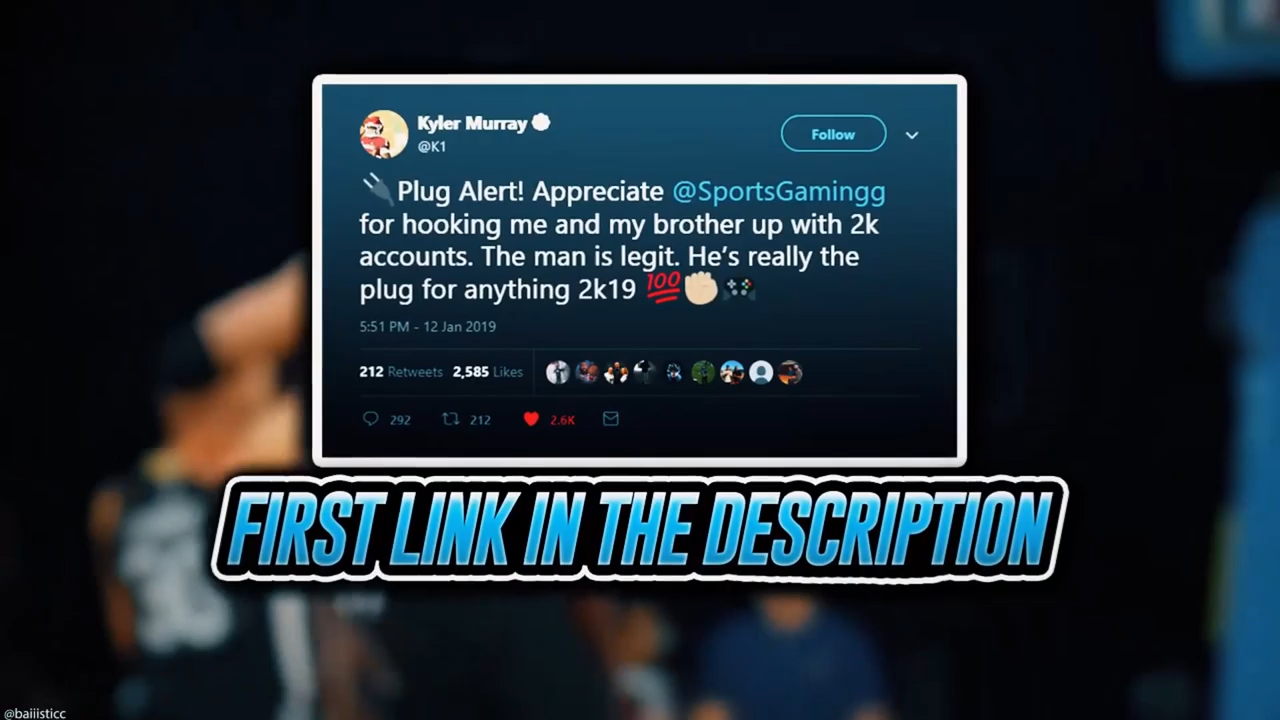 Kyler Murray
@K1
Follow
🔌Plug Alert! Appreciate @SportsGamingg
for hooking me and my brother up with 2k
accounts. The man is legit. He’s really the
plug for anything 2k19 💯✊🏼🎮
5:51 PM - 12 Jan 2019
212 Retweets 2,585 Likes
292 212 2.6K
FIRST LINK IN THE DESCRIPTION
@baiiisticc